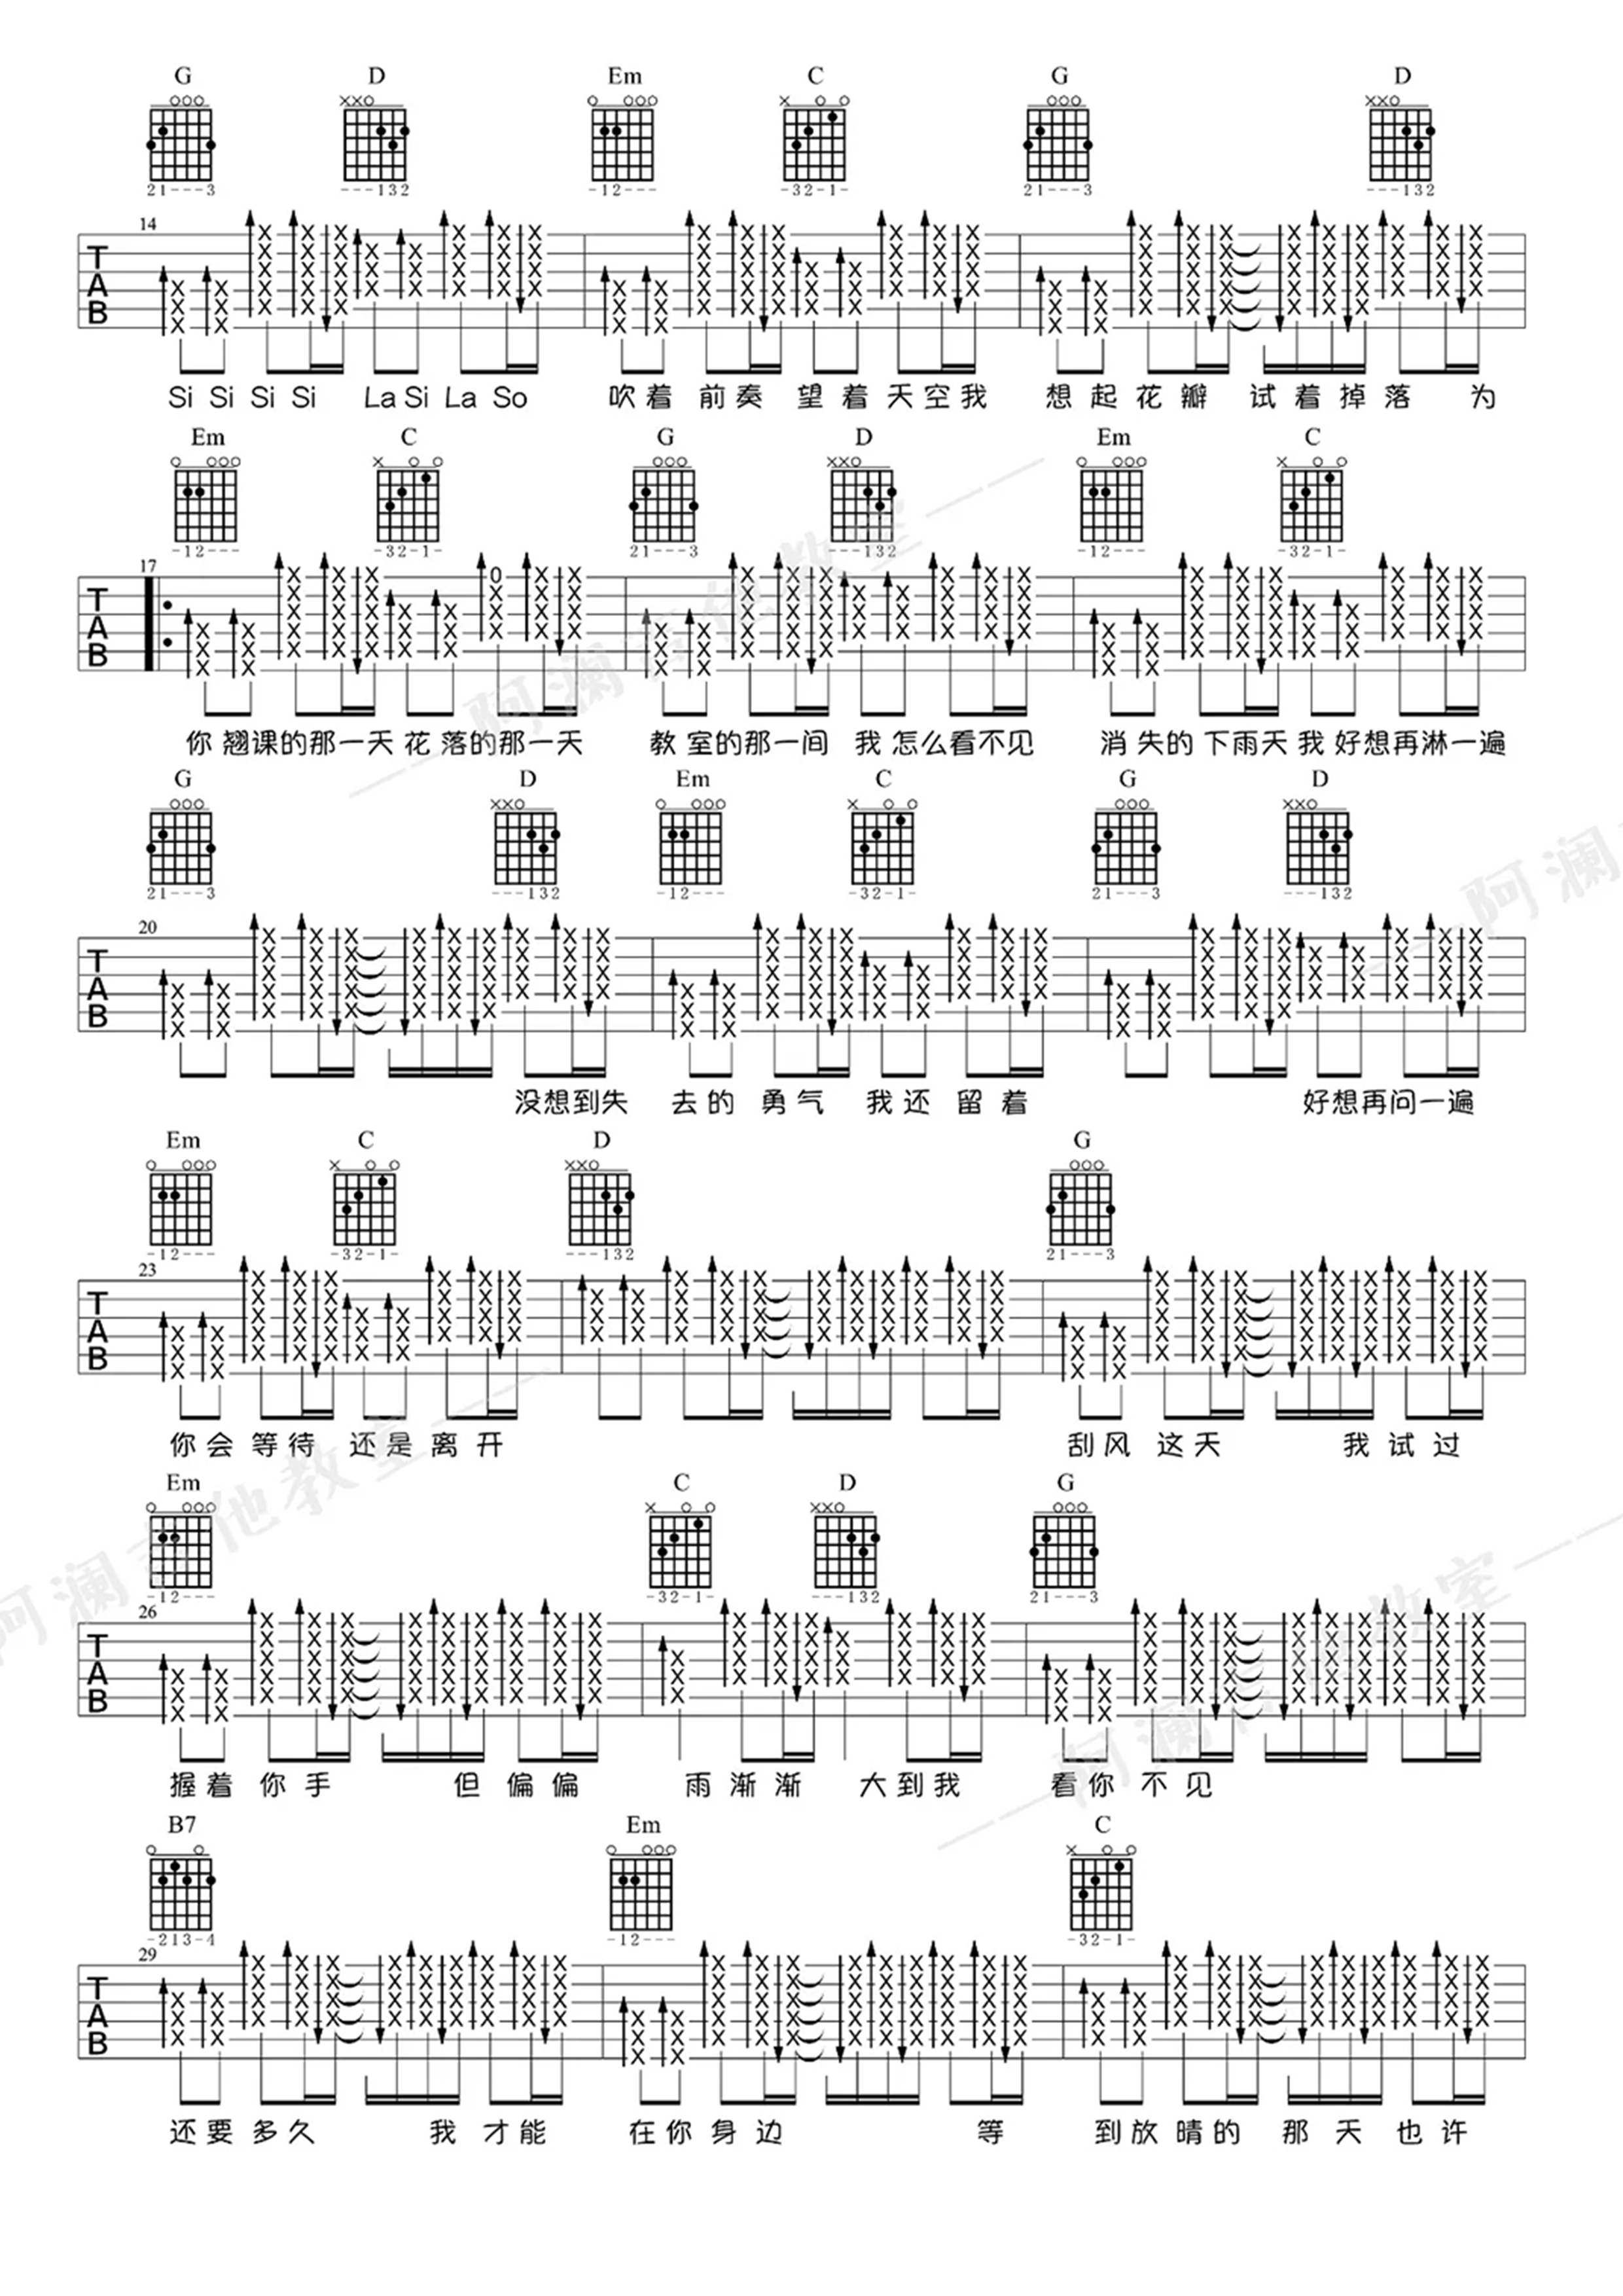 G D Em C G D
21---3 ---132 -12--- -32-1- 21---3 ---132
14
TAB
Si Si Si Si La Si La So 吹着前奏望着天空我 想起花瓣试着掉落 为
Em C G D Em C
-12--- -32-1- 21---3 ---132 -12--- -32-1-
17
TAB
0
你翘课的那一天花落的那一天 教室的那一间 我怎么看不见 消失的下雨天我好想再淋一遍
G D Em C G D
21---3 ---132 -12--- -32-1- 21---3 ---132
20
TAB
没想到失 去的勇气 我还留着 好想再问一遍
Em C D G
-12--- -32-1- ---132 21---3
23
TAB
你会等待 还是离开 刮风这天 我试过
Em C D G
-12--- -32-1- ---132 21---3
26
TAB
握着你手 但偏偏 雨渐渐 大到我 看你不见
B7 Em C
-213-4 -12--- -32-1-
29
TAB
还要多久 我才能 在你身边 等 到放晴的那天也许
阿澜吉他教室